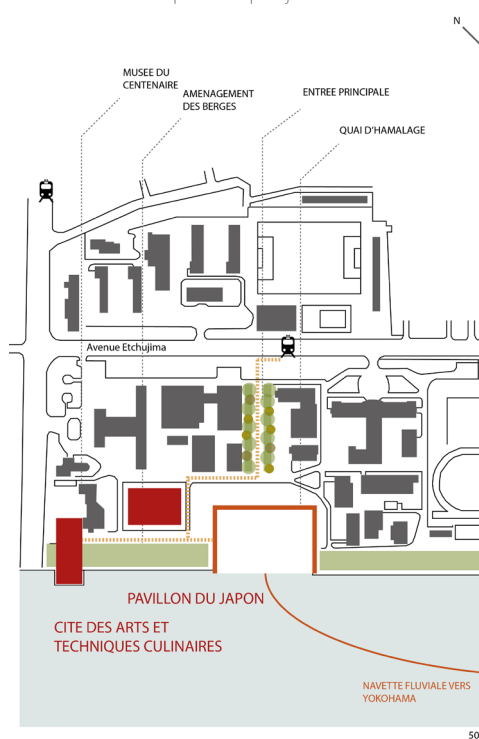 N
MUSEE DU
CENTENAIRE
AMENAGEMENT
DES BERGES
ENTREE PRINCIPALE
QUAI D'HAMALAGE
Avenue Etchujima
PAVILLON DU JAPON
CITE DES ARTS ET
TECHNIQUES CULINAIRES
NAVETTE FLUVIALE VERS
YOKOHAMA
50